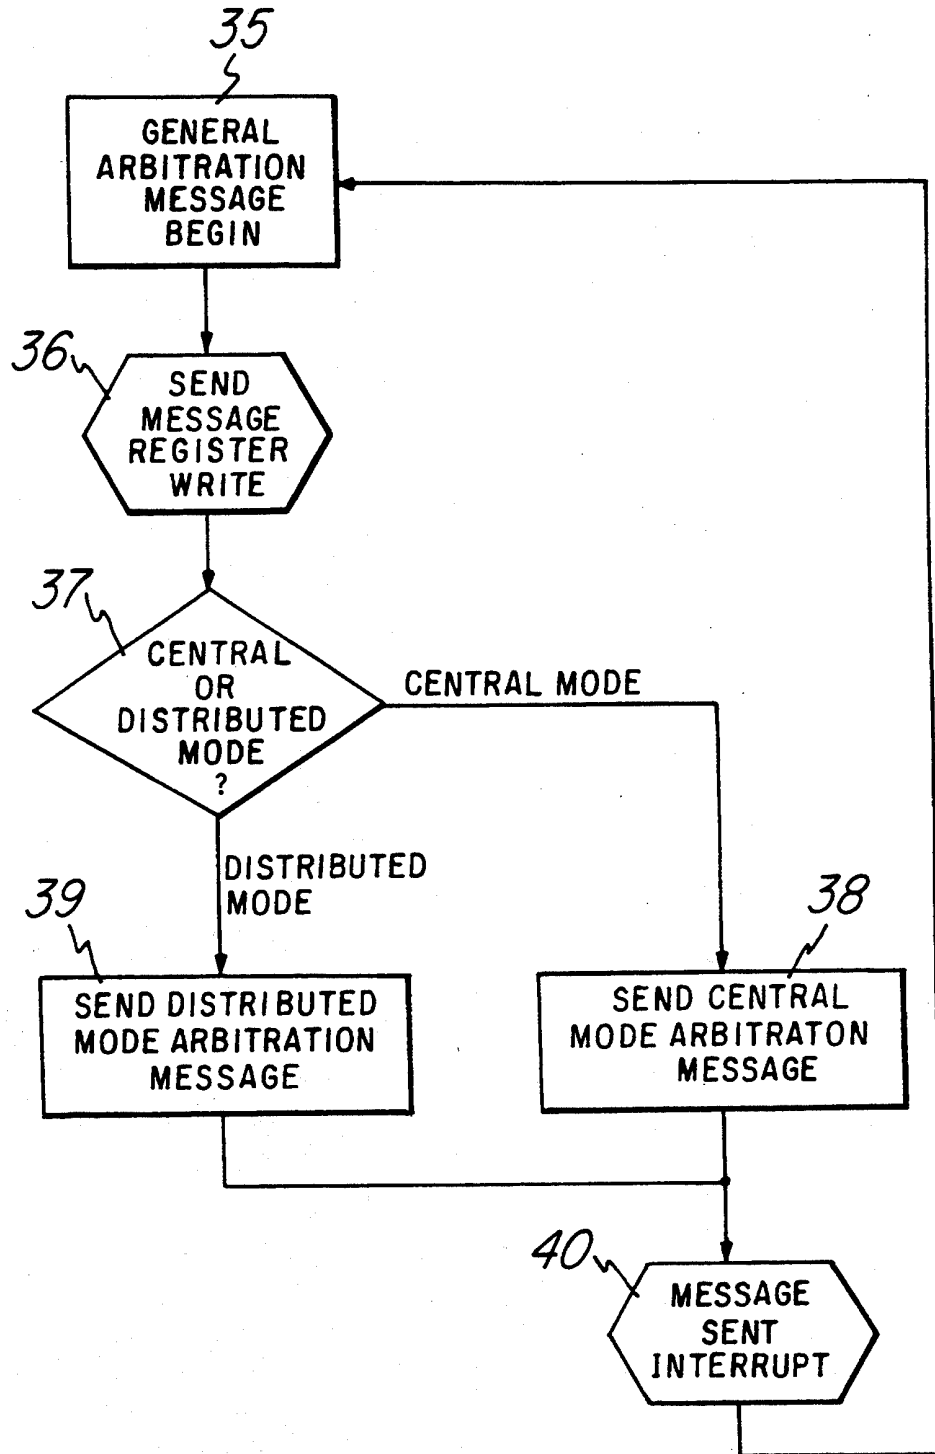 35
GENERAL
ARBITRATION
MESSAGE
BEGIN
36
SEND
MESSAGE
REGISTER
WRITE
37
CENTRAL
OR
DISTRIBUTED
MODE
?
CENTRAL MODE
DISTRIBUTED
MODE
39
SEND DISTRIBUTED
MODE ARBITRATION
MESSAGE
38
SEND CENTRAL
MODE ARBITRATON
MESSAGE
40
MESSAGE
SENT
INTERRUPT